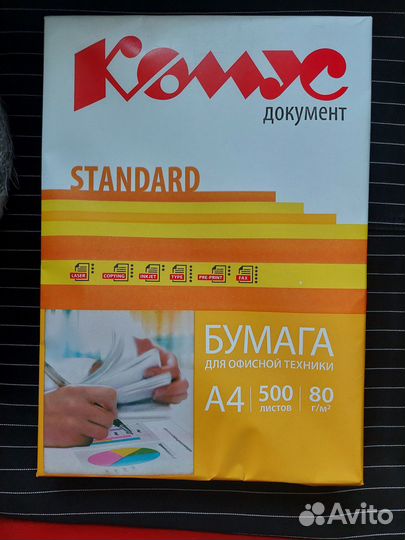 Комус
документ
STANDARD
LASER COPYING INKJET TYPE PRE-PRINT FAX
БУМАГА
ДЛЯ ОФИСНОЙ ТЕХНИКИ
А4 500 листов 80 г/м²
Avito